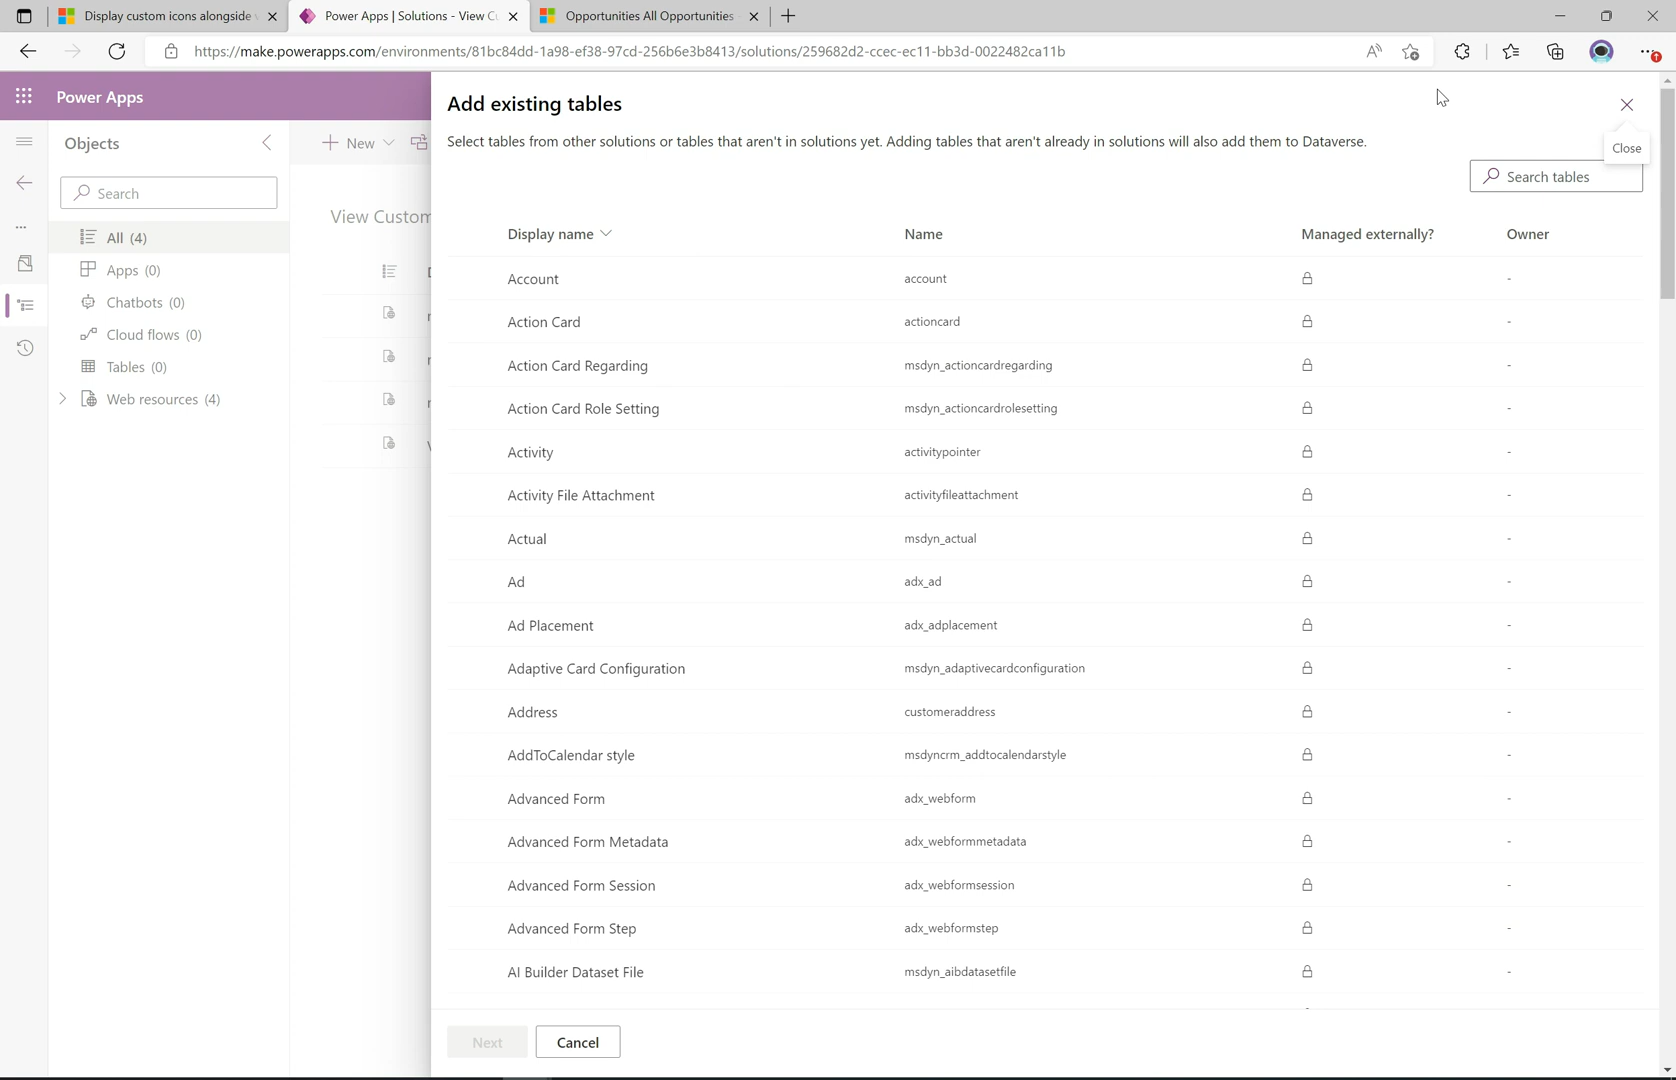 Display custom icons alongside
Power Apps | Solutions - View Cu
Opportunities All Opportunities
https://make.powerapps.com/environments/81bc84dd-1a98-ef38-97cd-256b6e3b8413/solutions/259682d2-ccec-ec11-bb3d-0022482ca11b
Power Apps
Objects
Search
All (4)
Apps (0)
Chatbots (0)
Cloud flows (0)
Tables (0)
Web resources (4)
New
View Custom
Add existing tables
Select tables from other solutions or tables that aren't in solutions yet. Adding tables that aren't already in solutions will also add them to Dataverse.
Close
Search tables
Display name Name Managed externally? Owner
Account account -
Action Card actioncard -
Action Card Regarding msdyn_actioncardregarding -
Action Card Role Setting msdyn_actioncardrolesetting -
Activity activitypointer -
Activity File Attachment activityfileattachment -
Actual msdyn_actual -
Ad adx_ad -
Ad Placement adx_adplacement -
Adaptive Card Configuration msdyn_adaptivecardconfiguration -
Address customeraddress -
AddToCalendar style msdyncrm_addtocalendarstyle -
Advanced Form adx_webform -
Advanced Form Metadata adx_webformmetadata -
Advanced Form Session adx_webformsession -
Advanced Form Step adx_webformstep -
AI Builder Dataset File msdyn_aibdatasetfile -
Next Cancel